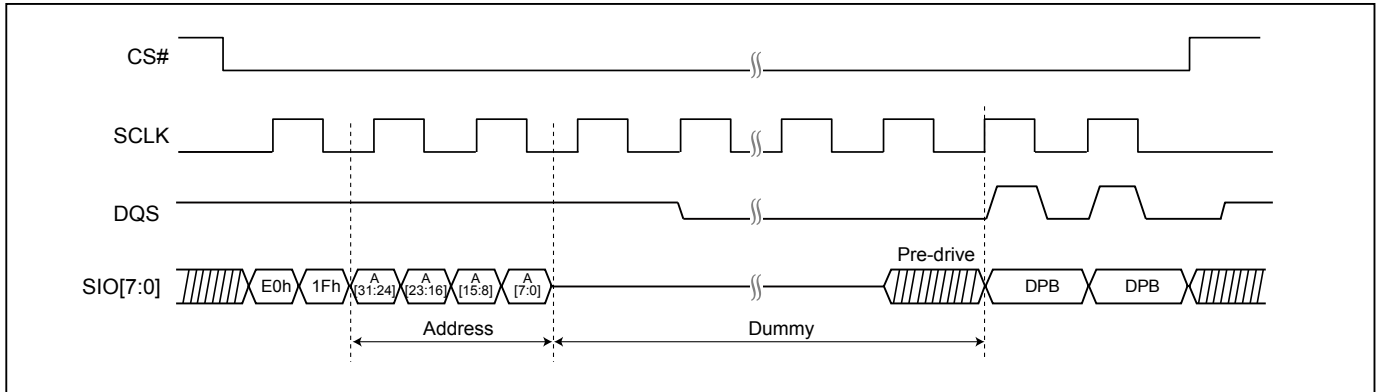 CS#
SCLK
DQS
Pre-drive
SIO[7:0] E0h 1Fh A [31:24] A [23:16] A [15:8] A [7:0] DPB DPB
Address Dummy